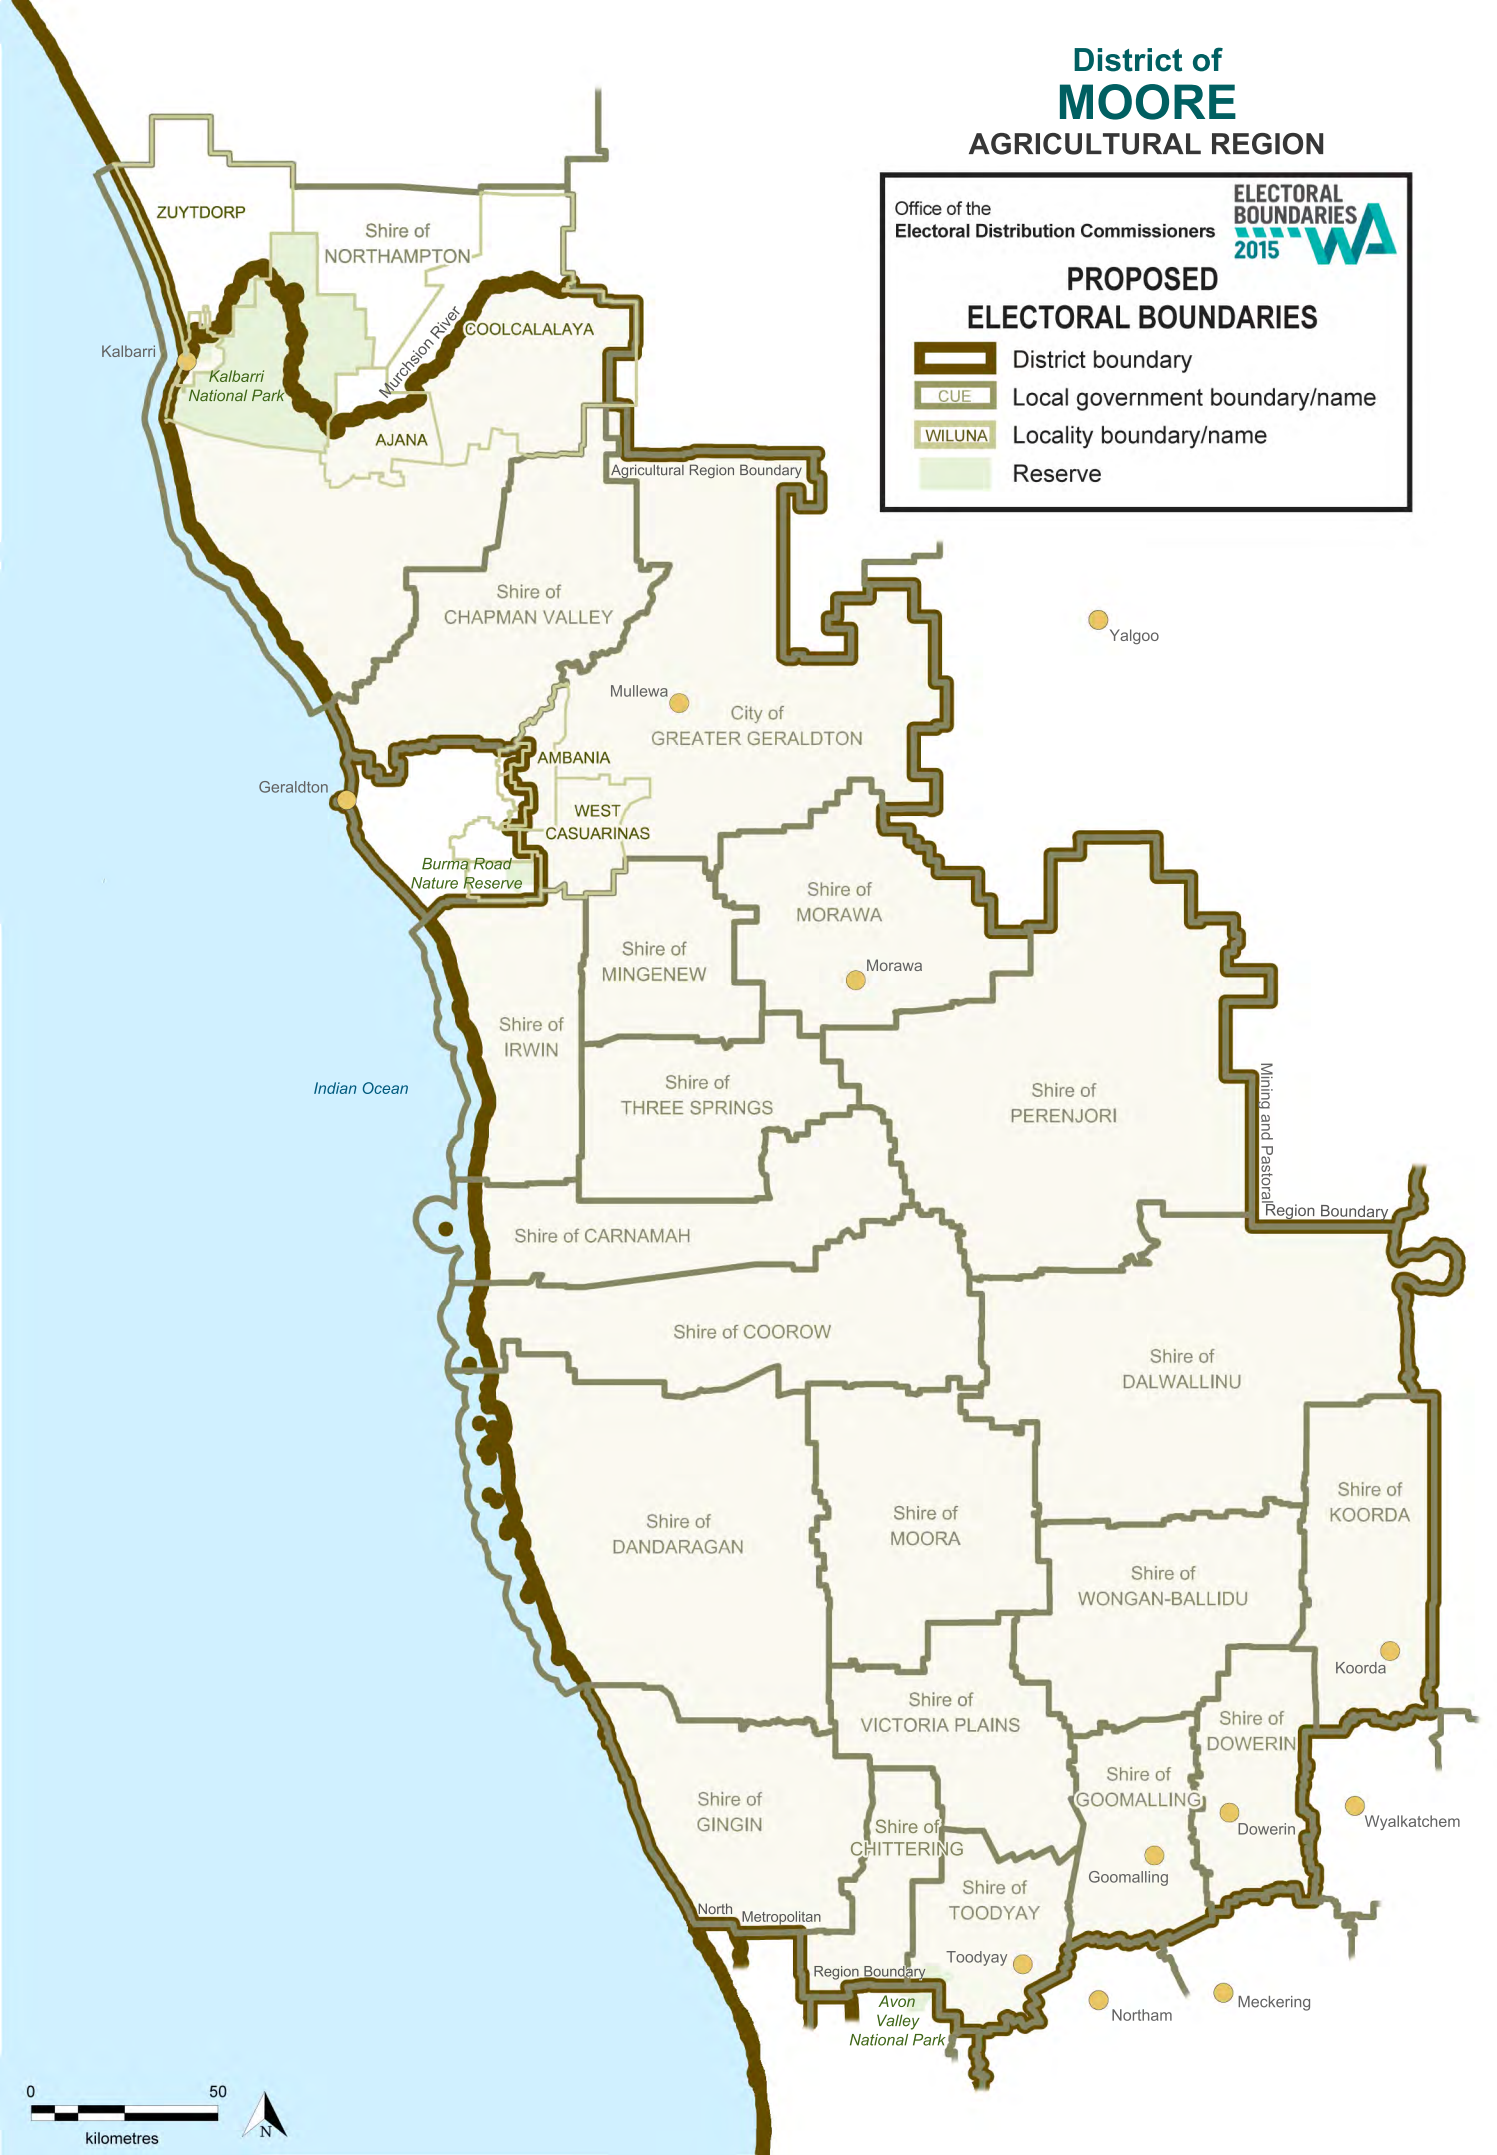 District of
MOORE
AGRICULTURAL REGION
Office of the
Electoral Distribution Commissioners
ELECTORAL
BOUNDARIES
2015 WA
PROPOSED
ELECTORAL BOUNDARIES
District boundary
CUE
Local government boundary/name
WILUNA
Locality boundary/name
Reserve
ZUYTDORP
Shire of
NORTHAMPTON
Murchsion River
COOLCALALAYA
Kalbarri
Kalbarri
National Park
AJANA
Agricultural Region Boundary
Shire of
CHAPMAN VALLEY
Yalgoo
Mullewa
City of
GREATER GERALDTON
AMBANIA
Geraldton
WEST
CASUARINAS
Burma Road
Nature Reserve
Shire of
MORAWA
Shire of
MINGENEW
Morawa
Shire of
IRWIN
Indian Ocean
Shire of
THREE SPRINGS
Shire of
PERENJORI
Mining and Pastoral
Region Boundary
Shire of CARNAMAH
Shire of COOROW
Shire of
DALWALLINU
Shire of
KOORDA
Shire of
DANDARAGAN
Shire of
MOORA
Shire of
WONGAN-BALLIDU
Koorda
Shire of
VICTORIA PLAINS
Shire of
DOWERIN
Shire of
GINGIN
Shire of
GOOMALLING
Shire of
CHITTERING
Dowerin
Wyalkatchem
Goomalling
Shire of
TOODYAY
North
Metropolitan
Toodyay
Region Boundary
Avon
Valley
National Park
Northam
Meckering
0 50
kilometres
N